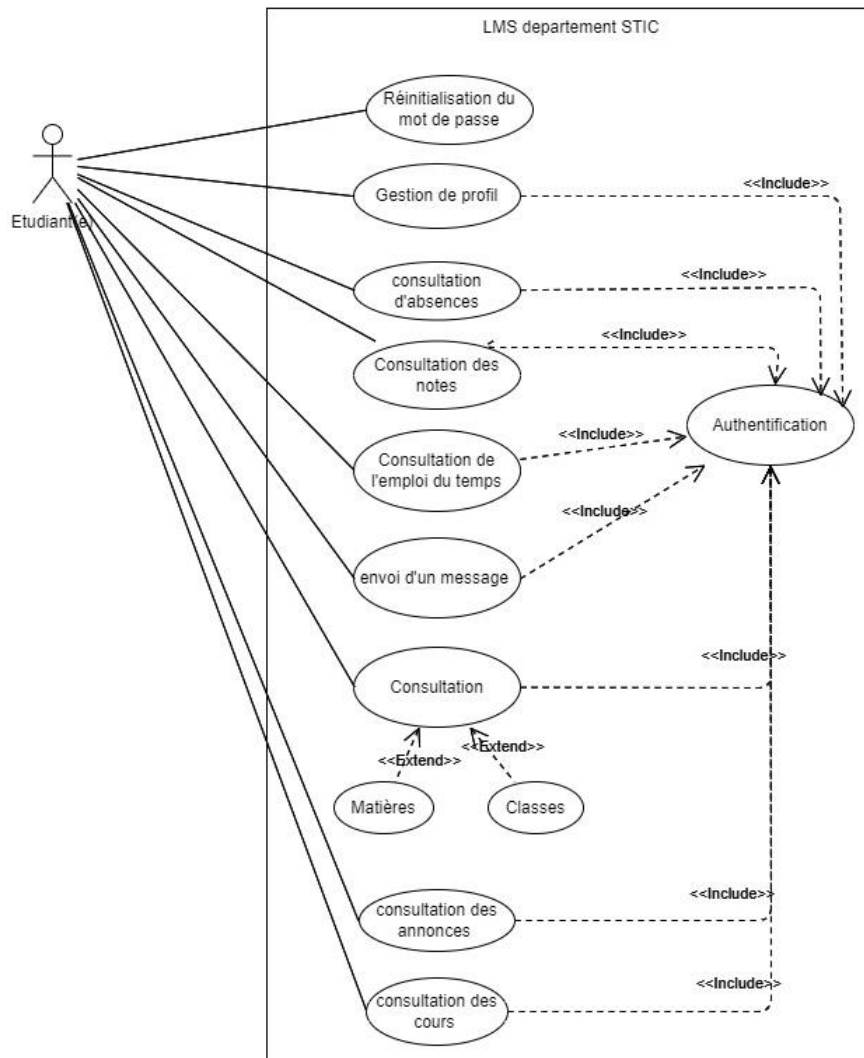 LMS departement STIC
Réinitialisation du
mot de passe
Etudiant(e)
Gestion de profil
<<Include>>
consultation
d'absences
<<Include>>
Consultation des
notes
<<Include>>
Authentification
Consultation de
l'emploi du temps
<<Include>>
envoi d'un message
<<Include>>
Consultation
<<Include>>
<<Extend>>
<<Extend>>
Matières
Classes
consultation des
annonces
<<Include>>
consultation des
cours
<<Include>>